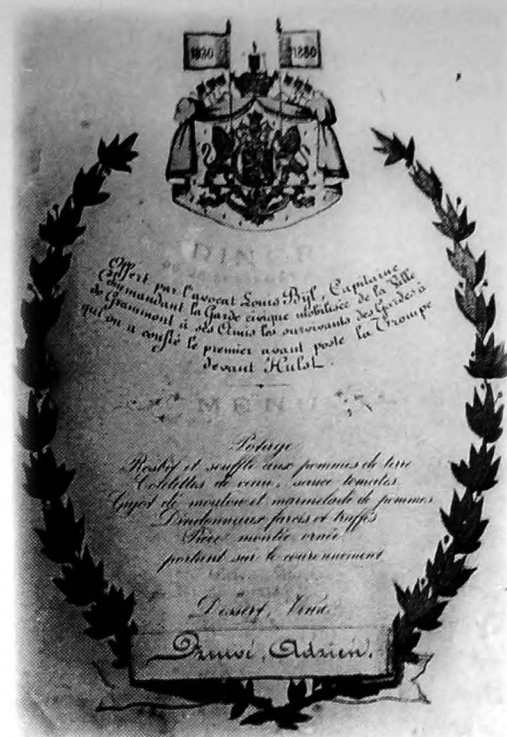 1830 1880
DINER
Offert par l'avocat Louis Bÿl, Capitaine
Commandant la Garde civique mobilisée de la Ville
de Grammont à ses Amis les survivants des Gardes à
qui on a confié le premier avant poste la Trompe
devant Hulst
MENU
Potage
Rosbif et soufflé aux pommes de terre
Cotelettes de veau, sauce tomates
Gigot de mouton et marmelade de pommes
Dindonneaux farcis et truffés
Pièce montée ornée
portant sur le couronnement
Dessert, Vins
Adrien.